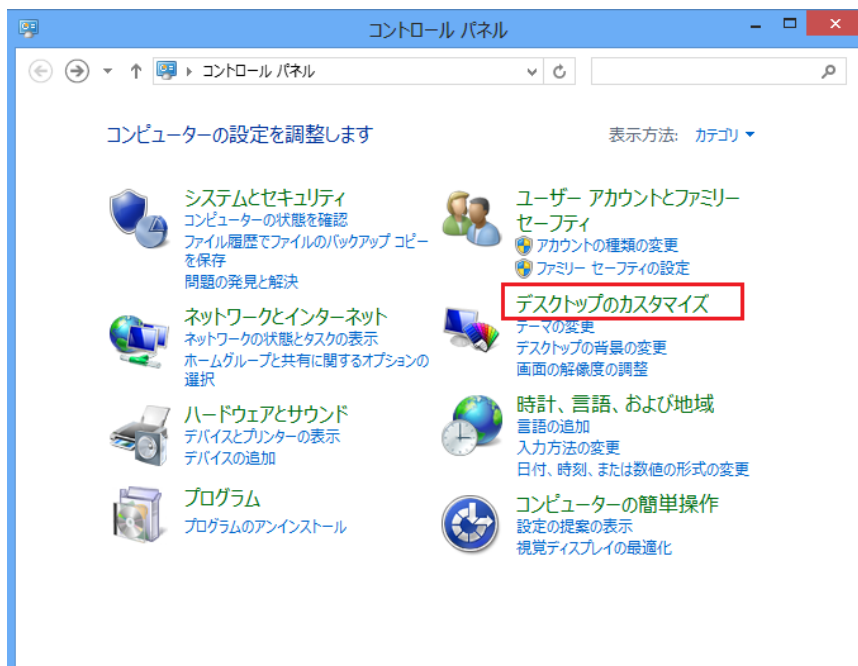 コントロール パネル
コントロール パネル
コンピューターの設定を調整します
表示方法: カテゴリ
システムとセキュリティ
コンピューターの状態を確認
ファイル履歴でファイルのバックアップ コピー
を保存
問題の発見と解決
ネットワークとインターネット
ネットワークの状態とタスクの表示
ホームグループと共有に関するオプションの
選択
ハードウェアとサウンド
デバイスとプリンターの表示
デバイスの追加
プログラム
プログラムのアンインストール
ユーザー アカウントとファミリー
セーフティ
アカウントの種類の変更
ファミリー セーフティの設定
デスクトップのカスタマイズ
テーマの変更
デスクトップの背景の変更
画面の解像度の調整
時計、言語、および地域
言語の追加
入力方法の変更
日付、時刻、または数値の形式の変更
コンピューターの簡単操作
設定の提案の表示
視覚ディスプレイの最適化